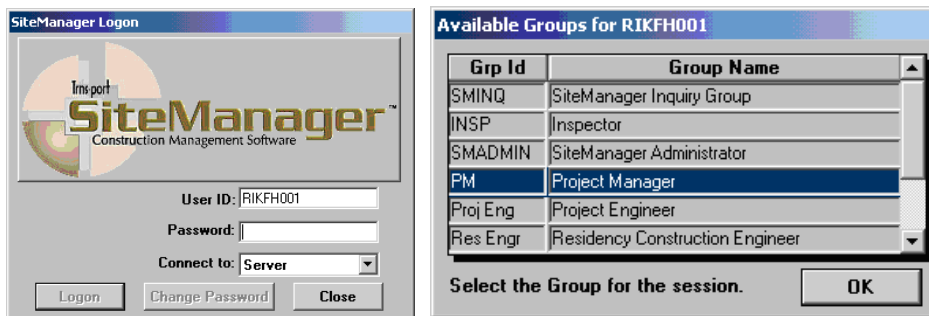 SiteManager Logon
Trns·port
SiteManager™
Construction Management Software
User ID: RIKFH001
Password:
Connect to: Server
Logon Change Password Close
Available Groups for RIKFH001
Grp Id Group Name
SMINQ SiteManager Inquiry Group
INSP Inspector
SMADMIN SiteManager Administrator
PM Project Manager
Proj Eng Project Engineer
Res Engr Residency Construction Engineer
Select the Group for the session. OK